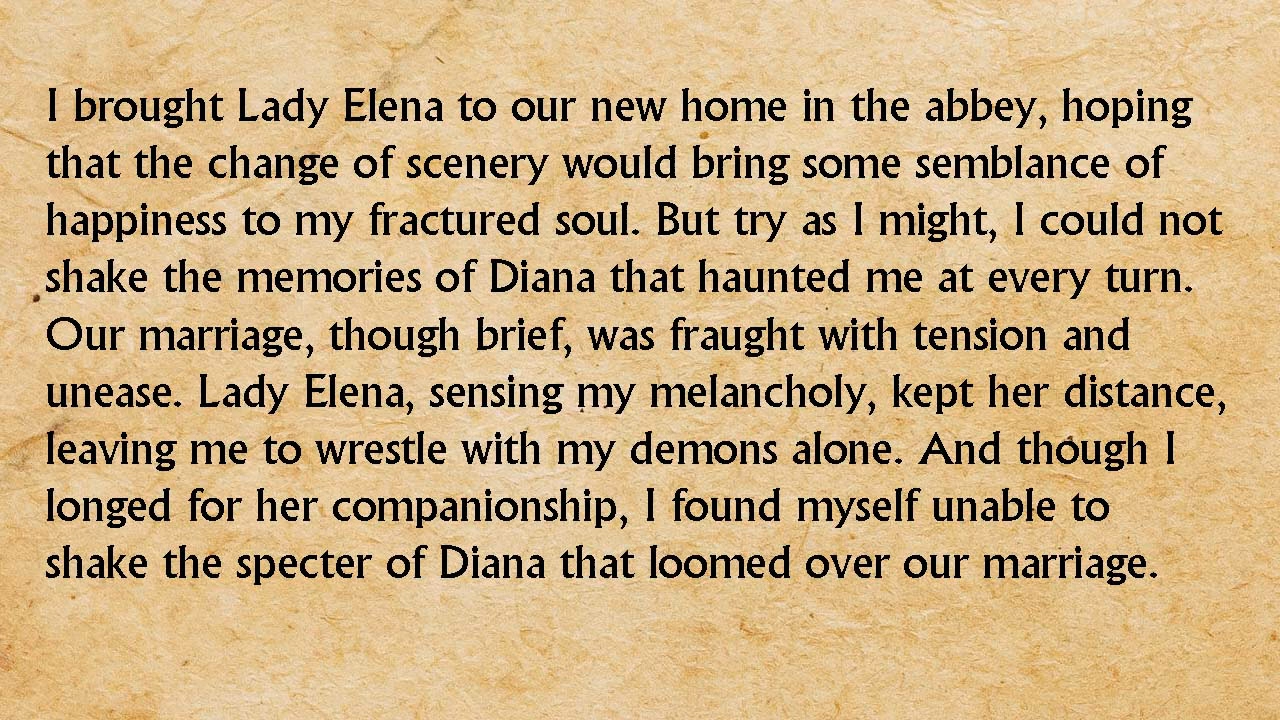 I brought Lady Elena to our new home in the abbey, hoping
that the change of scenery would bring some semblance of
happiness to my fractured soul. But try as I might, I could not
shake the memories of Diana that haunted me at every turn.
Our marriage, though brief, was fraught with tension and
unease. Lady Elena, sensing my melancholy, kept her distance,
leaving me to wrestle with my demons alone. And though I
longed for her companionship, I found myself unable to
shake the specter of Diana that loomed over our marriage.